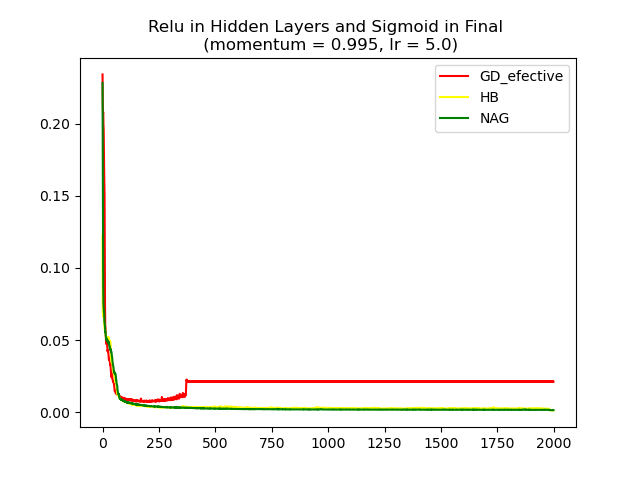 Relu in Hidden Layers and Sigmoid in Final
(momentum = 0.995, lr = 5.0)
GD_efective
HB
NAG
0.20
0.15
0.10
0.05
0.00
0 250 500 750 1000 1250 1500 1750 2000